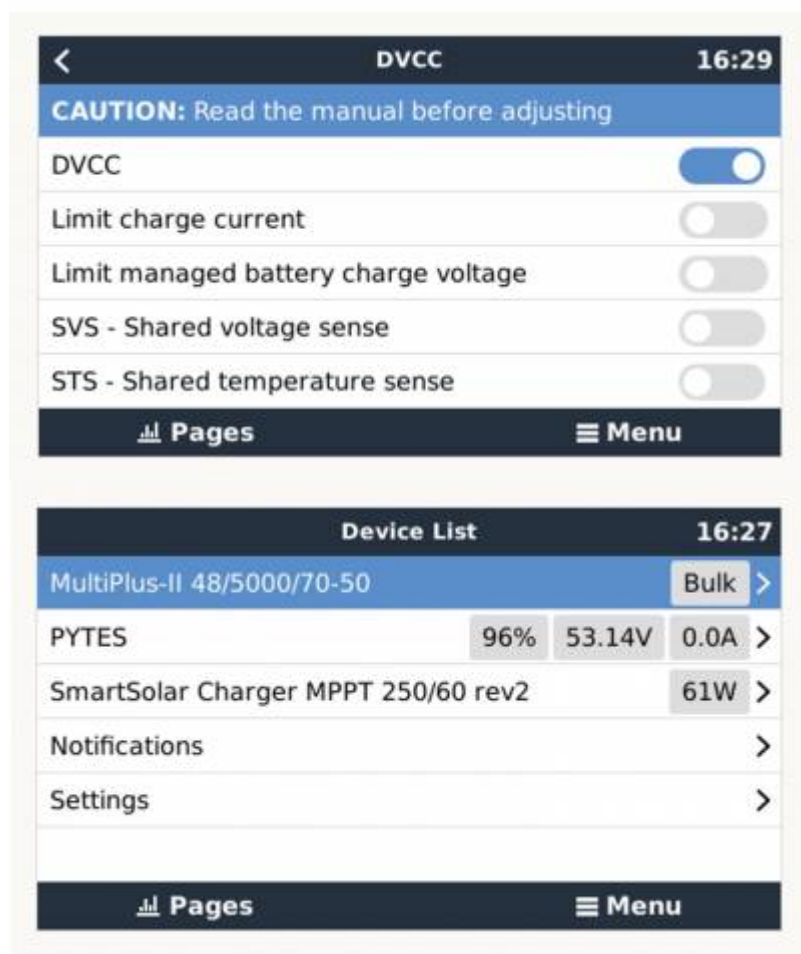 DVCC 16:29
CAUTION: Read the manual before adjusting
DVCC
Limit charge current
Limit managed battery charge voltage
SVS - Shared voltage sense
STS - Shared temperature sense
Pages Menu
Device List 16:27
MultiPlus-II 48/5000/70-50 Bulk
PYTES 96% 53.14V 0.0A
SmartSolar Charger MPPT 250/60 rev2 61W
Notifications
Settings
Pages Menu